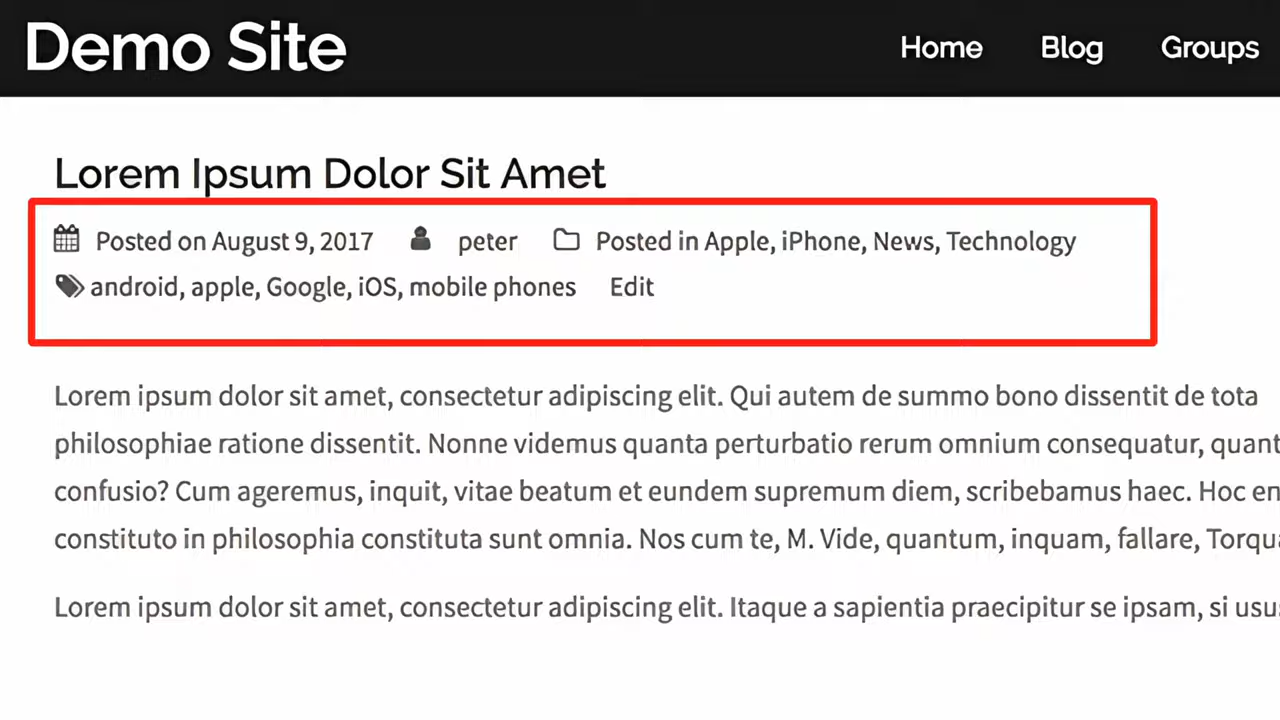 Demo Site
Home Blog Groups
Lorem Ipsum Dolor Sit Amet
Posted on August 9, 2017 peter Posted in Apple, iPhone, News, Technology
android, apple, Google, iOS, mobile phones Edit
Lorem ipsum dolor sit amet, consectetur adipiscing elit. Qui autem de summo bono dissentit de tota
philosophiae ratione dissentit. Nonne videmus quanta perturbatio rerum omnium consequatur,
confusio? Cum ageremus, inquit, vitae beatum et eundem supremum diem, scribebamus haec. Hoc
constituto in philosophia constituta sunt omnia. Nos cum te, M. Vide, quantum, inquam, fallare,
Lorem ipsum dolor sit amet, consectetur adipiscing elit. Itaque a sapientia praecipitur se ipsam, si